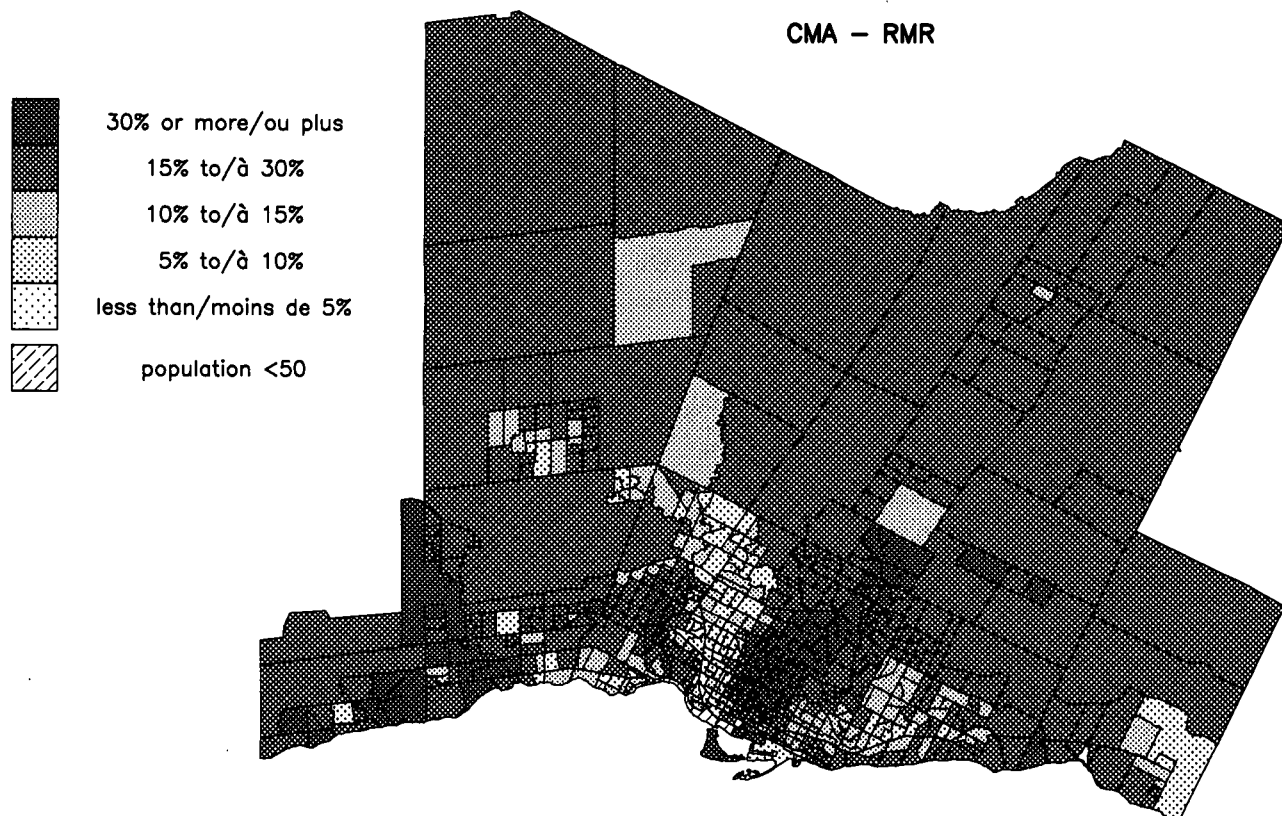 CMA – RMR
30% or more/ou plus
15% to/à 30%
10% to/à 15%
5% to/à 10%
less than/moins de 5%
population <50